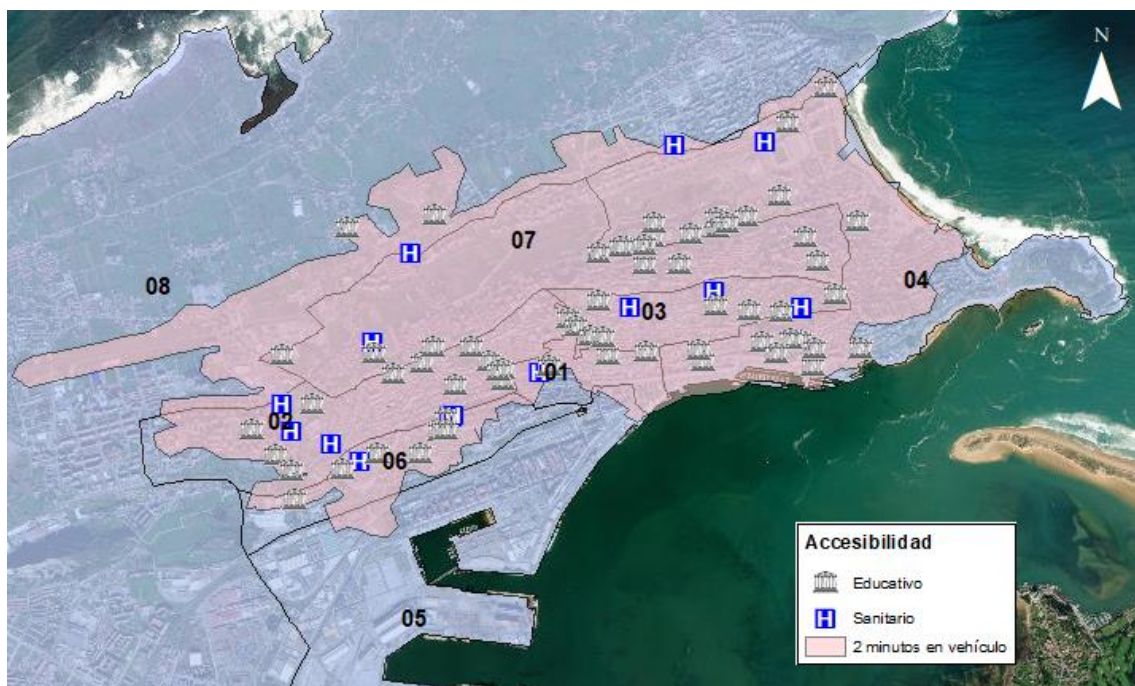 N
07
08
04
03
01
02
06
05
Accesibilidad
Educativo
H Sanitario
2 minutos en vehículo